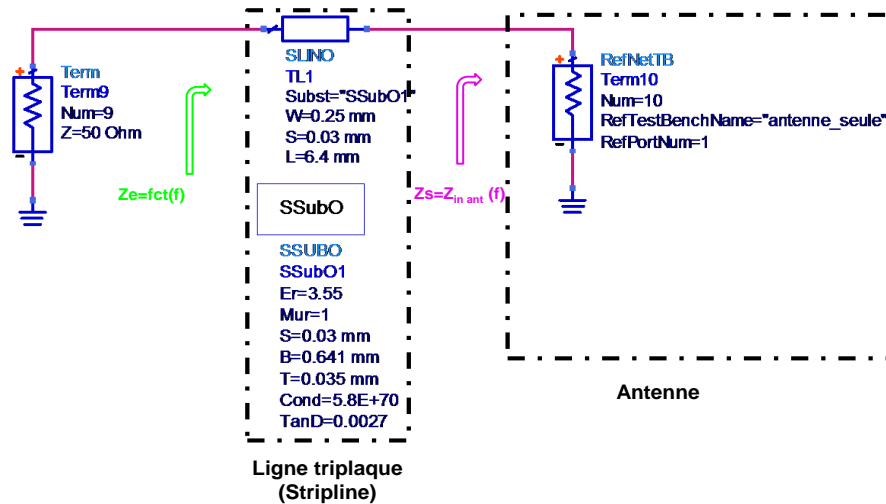 SLINO
TL1
Subst="SSubO1"
W=0.25 mm
S=0.03 mm
L=6.4 mm
Term
Term9
Num=9
Z=50 Ohm
Ze=fct(f)
Zs=Zin ant (f)
RefNetTB
Term10
Num=10
RefTestBenchName="antenne_seule"
RefPortNum=1
SSubO
SSUBO
SSubO1
Er=3.55
Mur=1
S=0.03 mm
B=0.641 mm
T=0.035 mm
Cond=5.8E+70
TanD=0.0027
Antenne
Ligne triplaque
(Stripline)